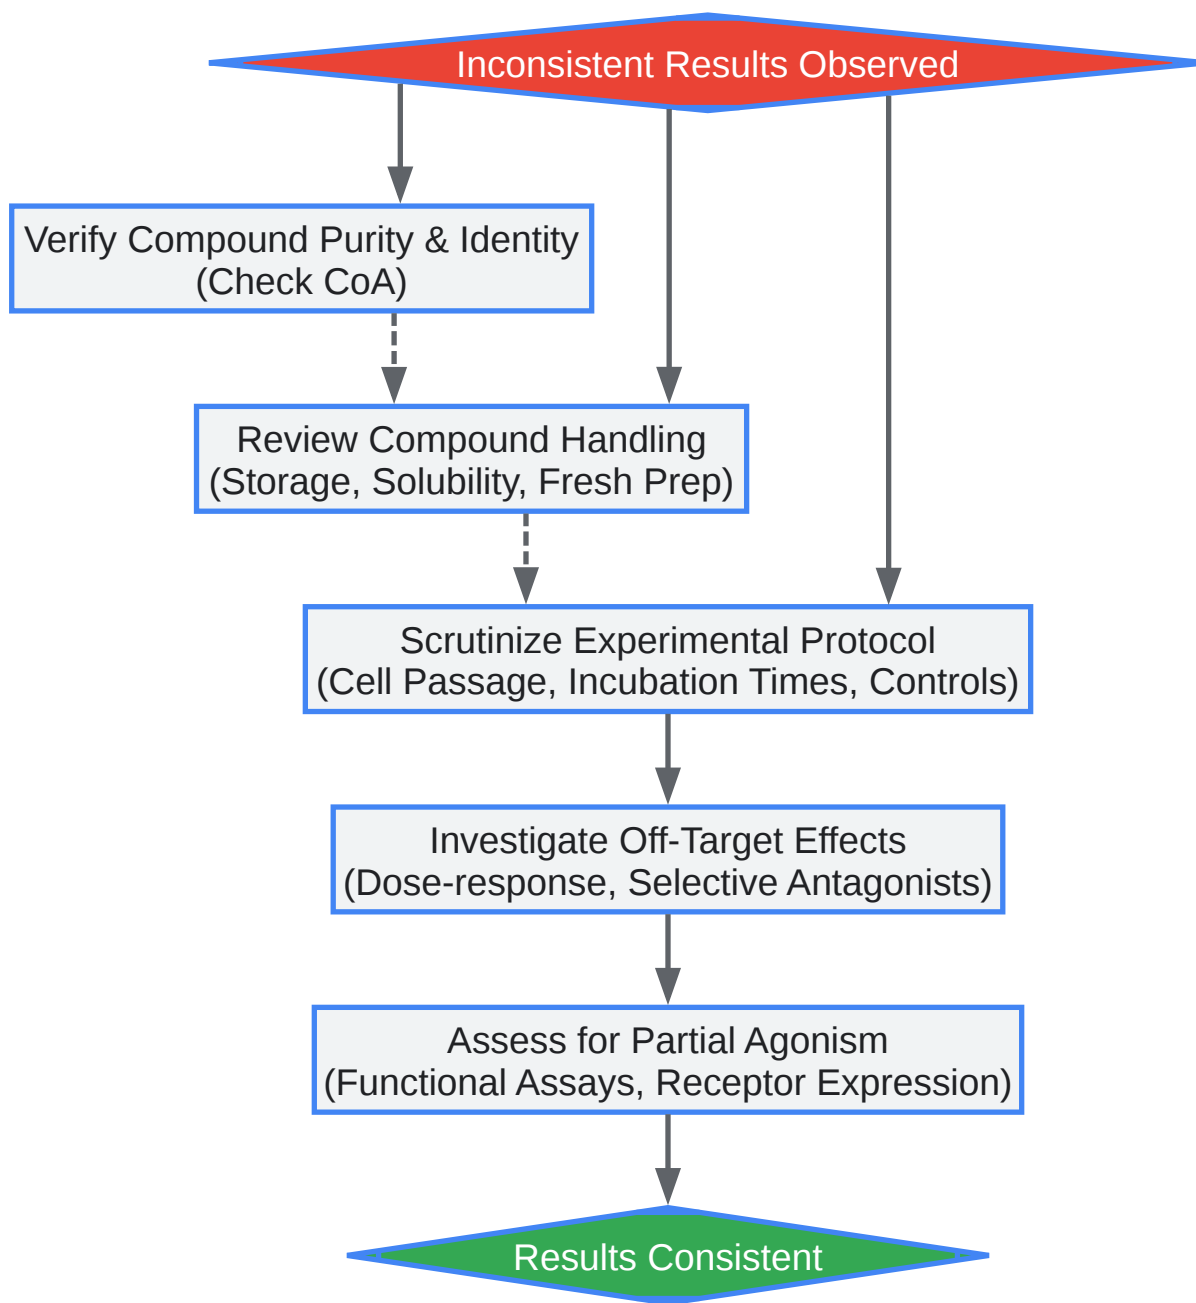 Inconsistent Results Observed
Verify Compound Purity & Identity
(Check CoA)
Review Compound Handling
(Storage, Solubility, Fresh Prep)
Scrutinize Experimental Protocol
(Cell Passage, Incubation Times, Controls)
Investigate Off-Target Effects
(Dose-response, Selective Antagonists)
Assess for Partial Agonism
(Functional Assays, Receptor Expression)
Results Consistent